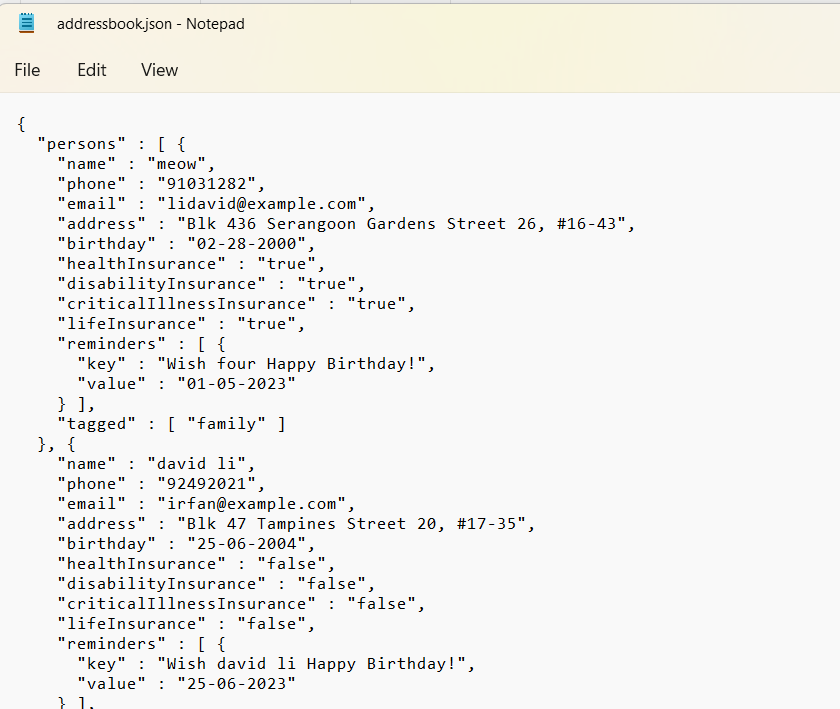 addressbook.json - Notepad
File Edit View
{
"persons" : [ {
"name" : "meow",
"phone" : "91031282",
"email" : "lidavid@example.com",
"address" : "Blk 436 Serangoon Gardens Street 26, #16-43",
"birthday" : "02-28-2000",
"healthInsurance" : "true",
"disabilityInsurance" : "true",
"criticalIllnessInsurance" : "true",
"lifeInsurance" : "true",
"reminders" : [ {
"key" : "Wish four Happy Birthday!",
"value" : "01-05-2023"
} ],
"tagged" : [ "family" ]
}, {
"name" : "david li",
"phone" : "92492021",
"email" : "irfan@example.com",
"address" : "Blk 47 Tampines Street 20, #17-35",
"birthday" : "25-06-2004",
"healthInsurance" : "false",
"disabilityInsurance" : "false",
"criticalIllnessInsurance" : "false",
"lifeInsurance" : "false",
"reminders" : [ {
"key" : "Wish david li Happy Birthday!",
"value" : "25-06-2023"
} ],